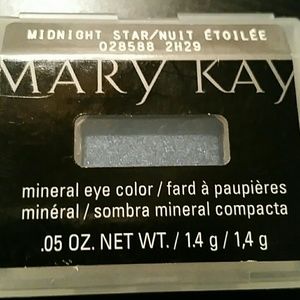 MIDNIGHT STAR/NUIT ÉTOILÉE
028588 2H29
MARY KAY
mineral eye color / fard à paupières
minéral / sombra mineral compacta
.05 OZ. NET WT. / 1.4 g / 1,4 g